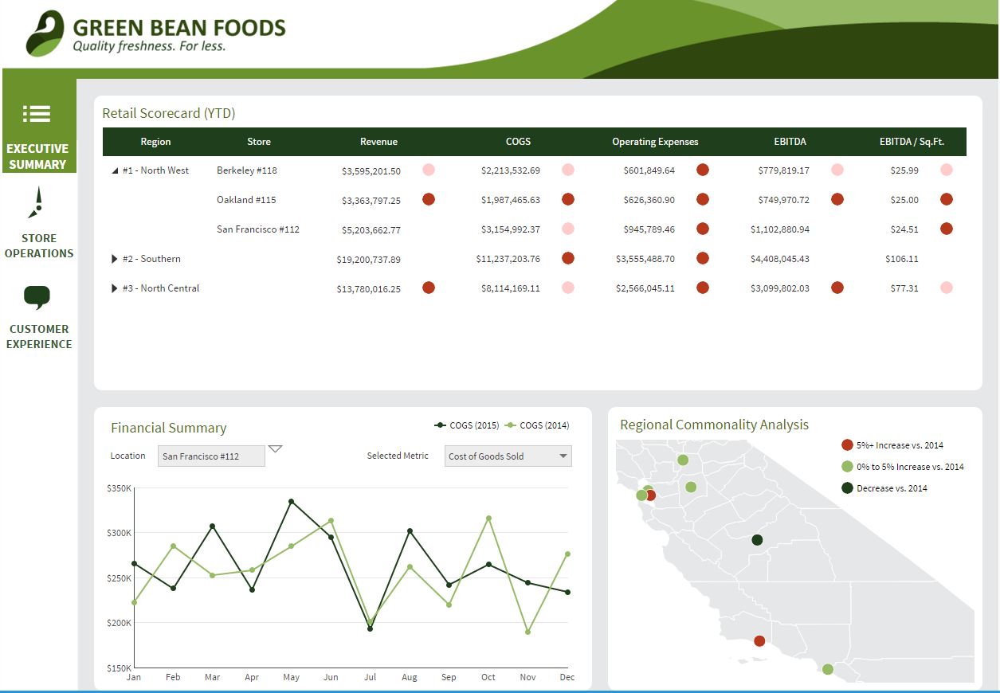 GREEN BEAN FOODS
Quality freshness. For less.
EXECUTIVE
SUMMARY
STORE
OPERATIONS
CUSTOMER
EXPERIENCE
Retail Scorecard (YTD)
Region Store Revenue COGS Operating Expenses EBITDA EBITDA / Sq.Ft.
#1 - North West Berkeley #118 $3,595,201.50 $2,213,532.69 $601,849.64 $779,819.17 $25.99
Oakland #115 $3,363,797.25 $1,987,465.63 $626,360.90 $749,970.72 $25.00
San Francisco #112 $5,203,662.77 $3,154,992.37 $945,789.46 $1,102,880.94 $24.51
#2 - Southern $19,200,737.89 $11,237,203.76 $3,555,488.70 $4,408,045.43 $106.11
#3 - North Central $13,780,016.25 $8,114,169.11 $2,566,045.11 $3,099,802.03 $77.31
Financial Summary
COGS (2015) COGS (2014)
Location San Francisco #112 Selected Metric Cost of Goods Sold
$350K
$300K
$250K
$200K
$150K
Jan Feb Mar Apr May Jun Jul Aug Sep Oct Nov Dec
Regional Commonality Analysis
5%+ Increase vs. 2014
0% to 5% Increase vs. 2014
Decrease vs. 2014